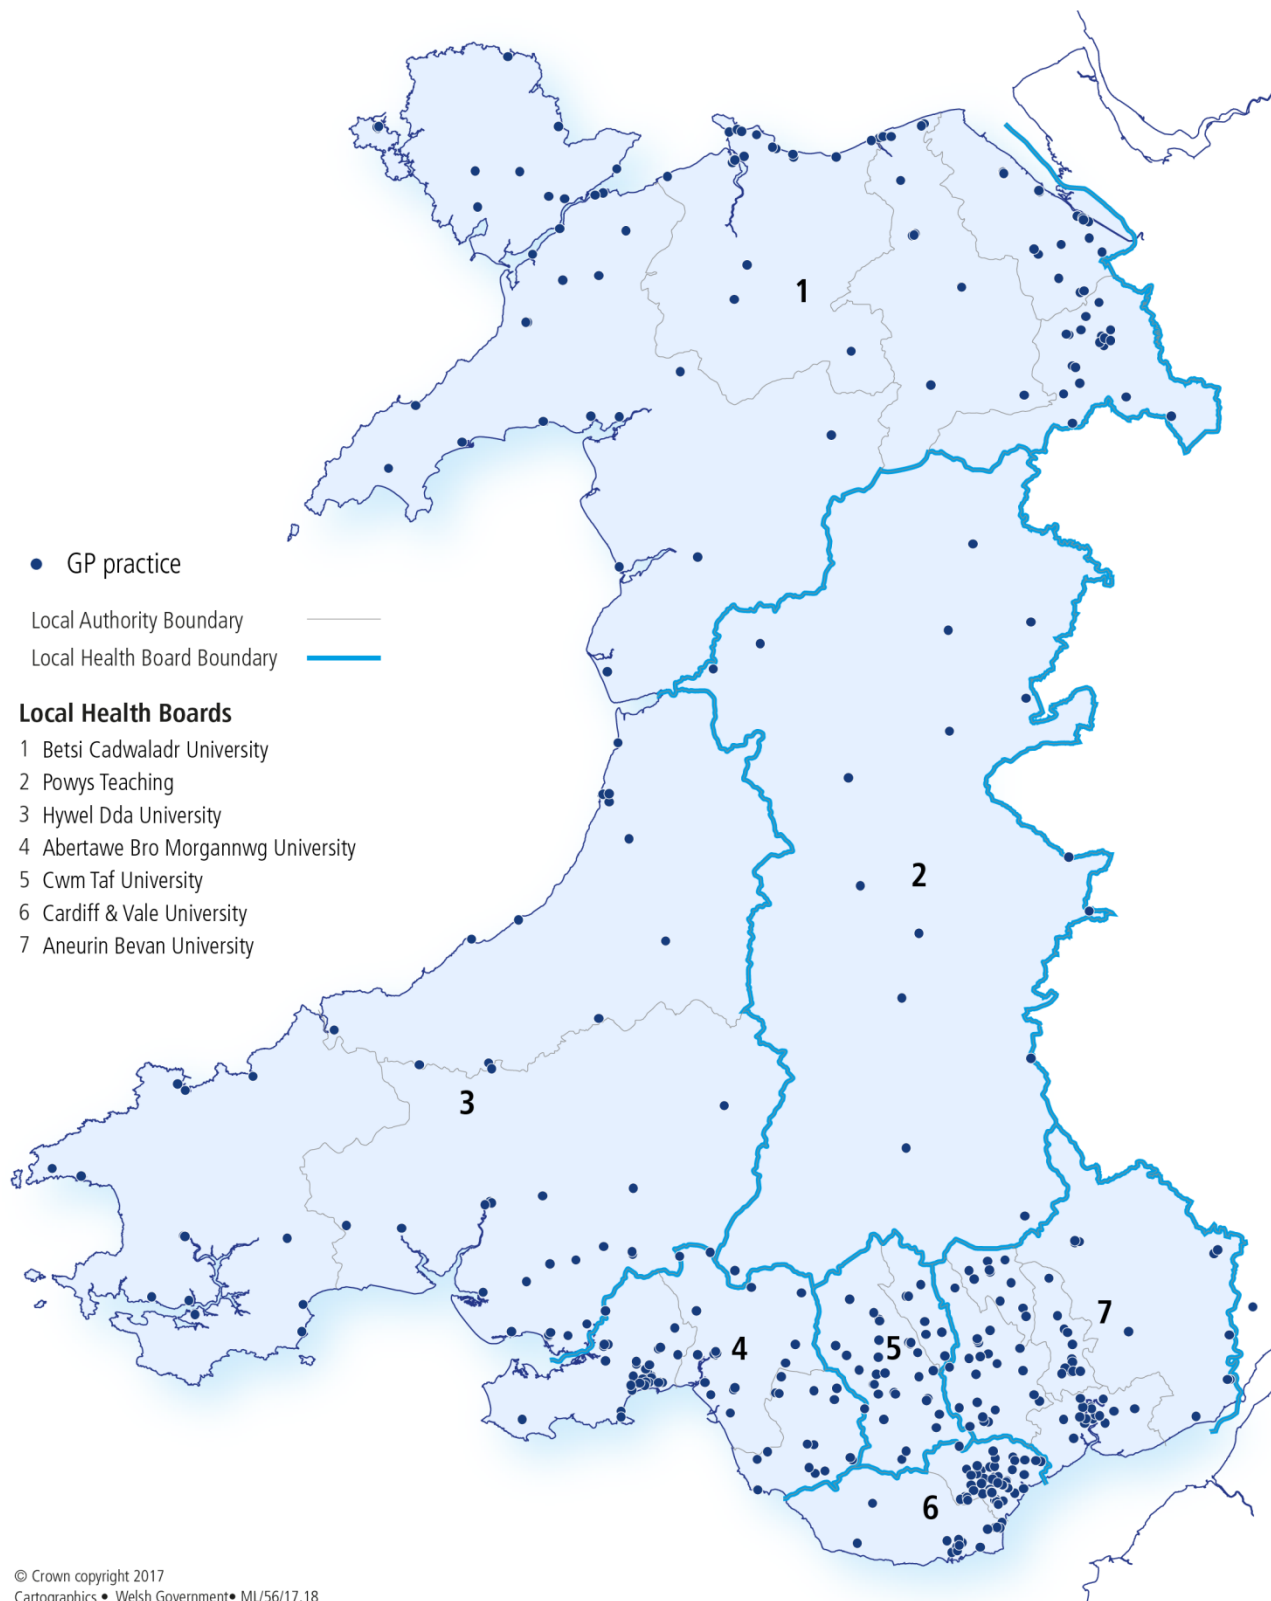 1
GP practice
Local Authority Boundary
Local Health Board Boundary
Local Health Boards
1 Betsi Cadwaladr University
2 Powys Teaching
3 Hywel Dda University
4 Abertawe Bro Morgannwg University
5 Cwm Taf University
6 Cardiff & Vale University
7 Aneurin Bevan University
2
3
4
5
7
6
© Crown copyright 2017
Cartographics • Welsh Government• ML/56/17.18